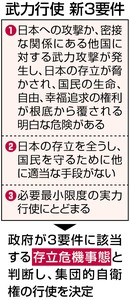 武力行使 新3要件
❶日本への攻撃か、密接
な関係にある他国に
対する武力攻撃が発
生し、日本の存立が脅
かされ、国民の生命、
自由、幸福追求の権利
が根底から覆される
明白な危険がある
❷日本の存立を全うし、
国民を守るために他
に適当な手段がない
❸必要最小限度の実力
行使にとどまる
政府が3要件に該当
する存立危機事態と
判断し、集団的自衛
権の行使を決定